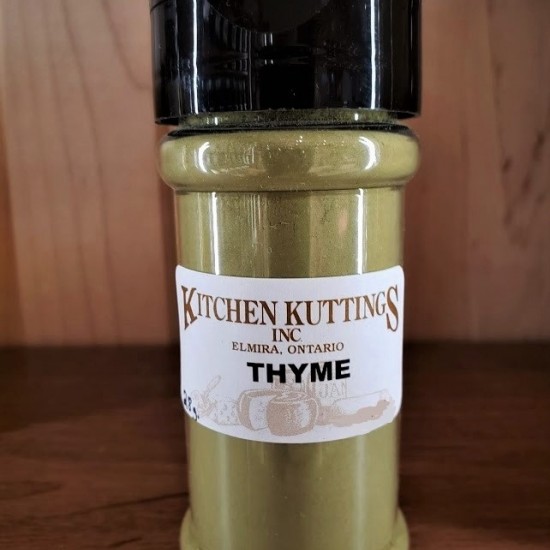 KITCHEN KUTTINGS
INC.
ELMIRA, ONTARIO
THYME